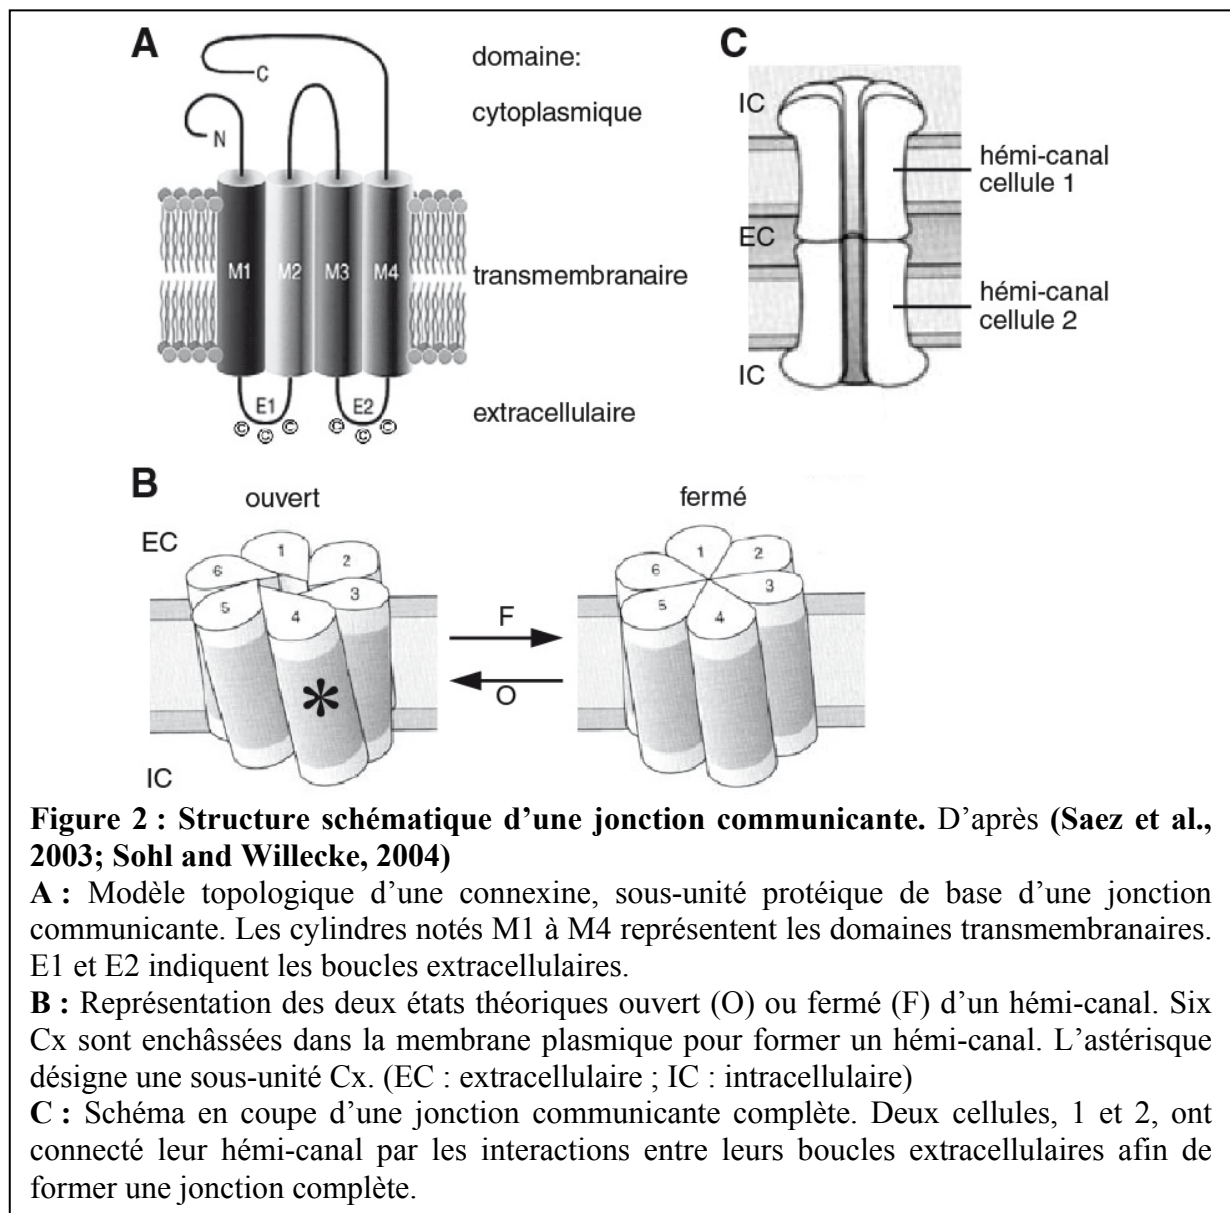 A
C
N
M1 M2 M3 M4
E1 E2
© © © © © ©
domaine:
cytoplasmique
transmembranaire
extracellulaire
C
IC
EC
IC
hémi-canal
cellule 1
hémi-canal
cellule 2
B
ouvert
EC
1
2
3
4
5
6
*
IC
F
O
fermé
1
2
3
4
5
6
Figure 2 : Structure schématique d’une jonction communicante. D’après (Saez et al.,
2003; Sohl and Willecke, 2004)
A : Modèle topologique d’une connexine, sous-unité protéique de base d’une jonction
communicante. Les cylindres notés M1 à M4 représentent les domaines transmembranaires.
E1 et E2 indiquent les boucles extracellulaires.
B : Représentation des deux états théoriques ouvert (O) ou fermé (F) d’un hémi-canal. Six
Cx sont enchâssées dans la membrane plasmique pour former un hémi-canal. L’astérisque
désigne une sous-unité Cx. (EC : extracellulaire ; IC : intracellulaire)
C : Schéma en coupe d’une jonction communicante complète. Deux cellules, 1 et 2, ont
connecté leur hémi-canal par les interactions entre leurs boucles extracellulaires afin de
former une jonction complète.